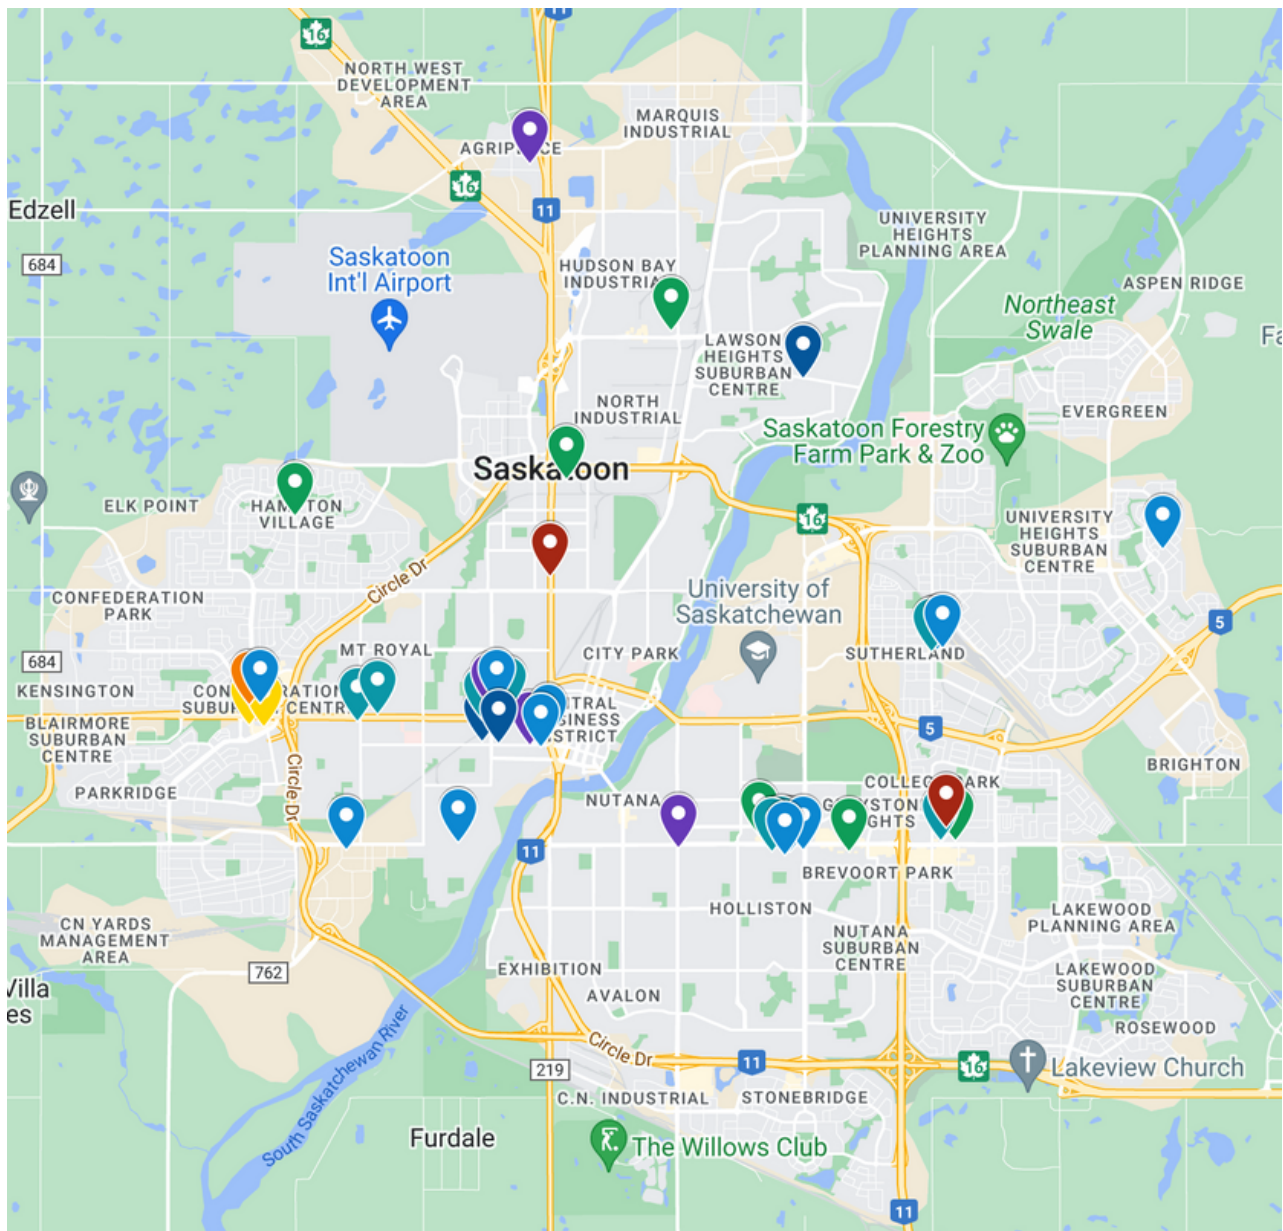 11
16
NORTH WEST
DEVELOPMENT
AREA
MARQUIS
INDUSTRIAL
16
11
Edzell
684
UNIVERSITY
HEIGHTS
PLANNING AREA
Saskatoon
Int'l Airport
HUDSON BAY
ASPEN RIDGE
Northeast
Swale
LAWSON
HEIGHTS
SUBURBAN
CENTRE
NORTH
INDUSTRIAL
EVERGREEN
Saskatoon Forestry
Farm Park & Zoo
ELK POINT
VILLAGE
16
UNIVERSITY
HEIGHTS
SUBURBAN
CENTRE
Circle Dr
CONFEDERATION
PARK
University of
Saskatchewan
5
684
MT ROYAL
CITY PARK
SUTHERLAND
KENSINGTON
BLAIRMORE
SUBURBAN
CENTRE
5
Circle Dr
BRIGHTON
PARKRIDGE
NUTANA
11
BREVOORT PARK
HOLLISTON
CN YARDS
MANAGEMENT
AREA
NUTANA
SUBURBAN
CENTRE
LAKEWOOD
PLANNING AREA
762
EXHIBITION
AVALON
LAKEWOOD
SUBURBAN
CENTRE
ROSEWOOD
South Saskatchewan River
Circle Dr
11
16
Lakeview Church
219
C.N. INDUSTRIAL
STONEBRIDGE
Furdale
The Willows Club
11